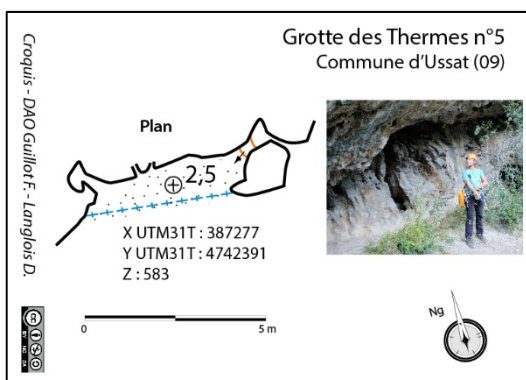 Grotte des Thermes n°5
Commune d'Ussat (09)
Croquis - DAO Guillot F. - Langlois D.
Plan
2,5
X UTM31T : 387277
Y UTM31T : 4742391
Z : 583
0
5 m
Ng